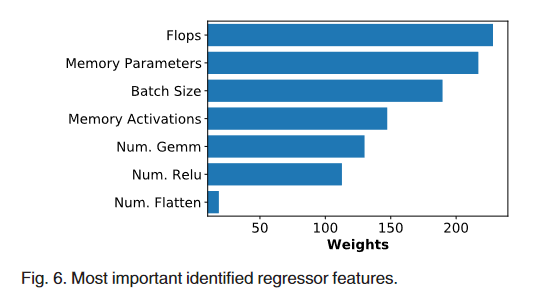 Flops
Memory Parameters
Batch Size
Memory Activations
Num. Gemm
Num. Relu
Num. Flatten
50 100 150 200
Weights
Fig. 6. Most important identified regressor features.